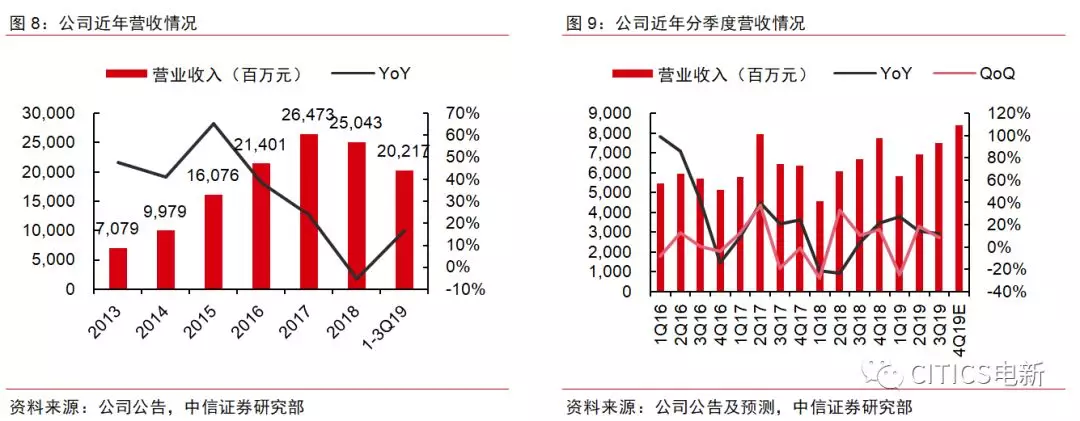 图 8：公司近年营收情况
营业收入（百万元） YoY
30,000
25,000
20,000
15,000
10,000
5,000
0
7,079
9,979
16,076
21,401
26,473
25,043
20,217
70%
60%
50%
40%
30%
20%
10%
0%
-10%
2013
2014
2015
2016
2017
2018
1-3Q19
资料来源：公司公告，中信证券研究部
图 9：公司近年分季度营收情况
营业收入（百万元） YoY QoQ
9,000
8,000
7,000
6,000
5,000
4,000
3,000
2,000
1,000
0
120%
100%
80%
60%
40%
20%
0%
-20%
-40%
1Q16
2Q16
3Q16
4Q16
1Q17
2Q17
3Q17
4Q17
1Q18
2Q18
3Q18
4Q18
1Q19
2Q19
3Q19
4Q19E
CITICS电新
资料来源：公司公告及预测，中信证券研究部